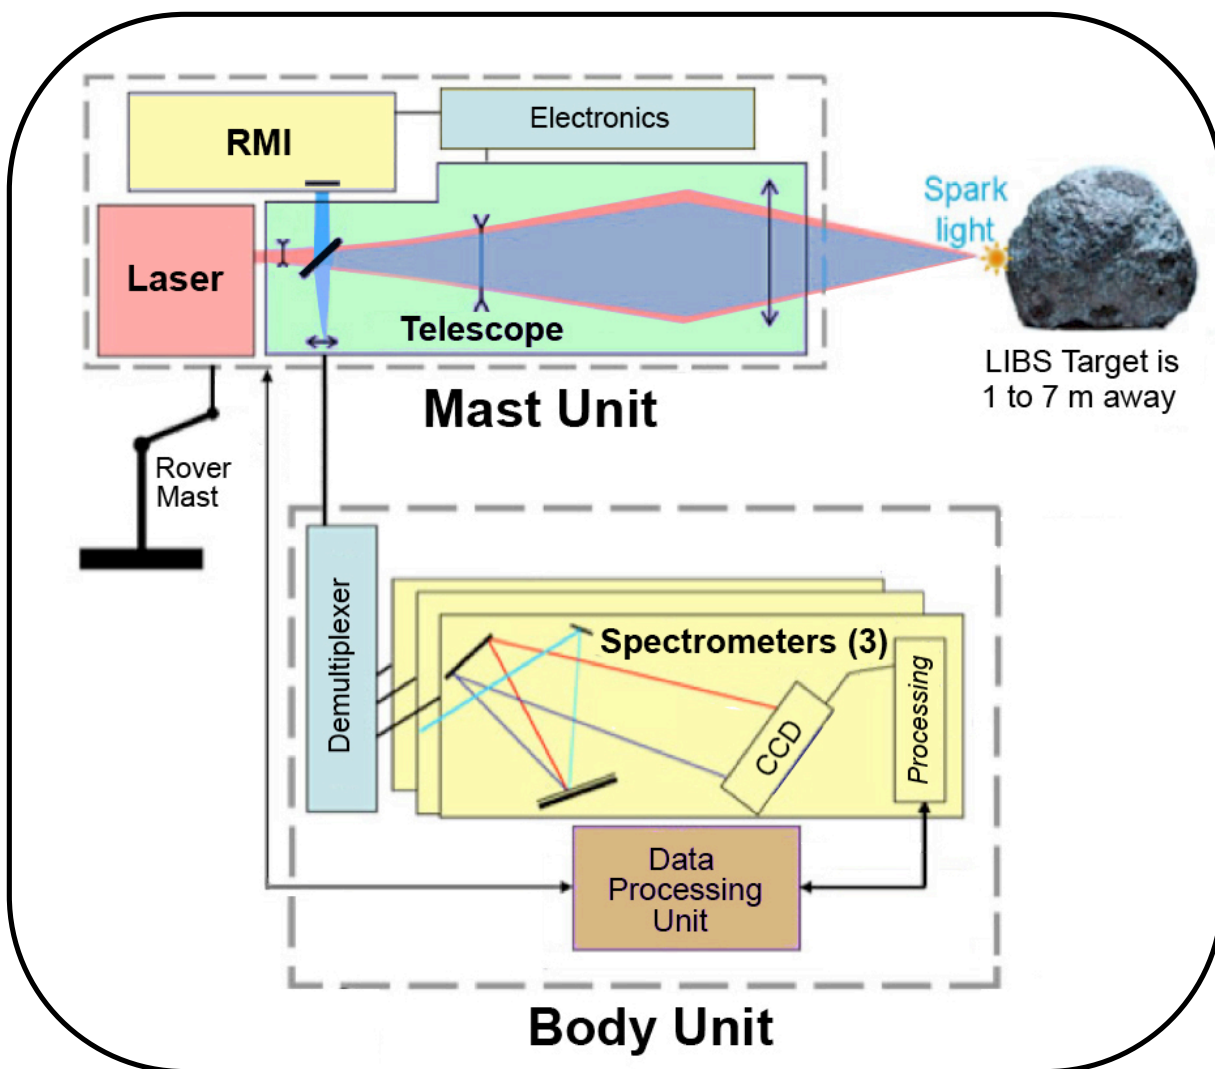 RMI
Electronics
Laser
Telescope
Spark
light
LIBS Target is
1 to 7 m away
Mast Unit
Rover
Mast
Demultiplexer
Spectrometers (3)
CCD
Processing
Data
Processing
Unit
Body Unit